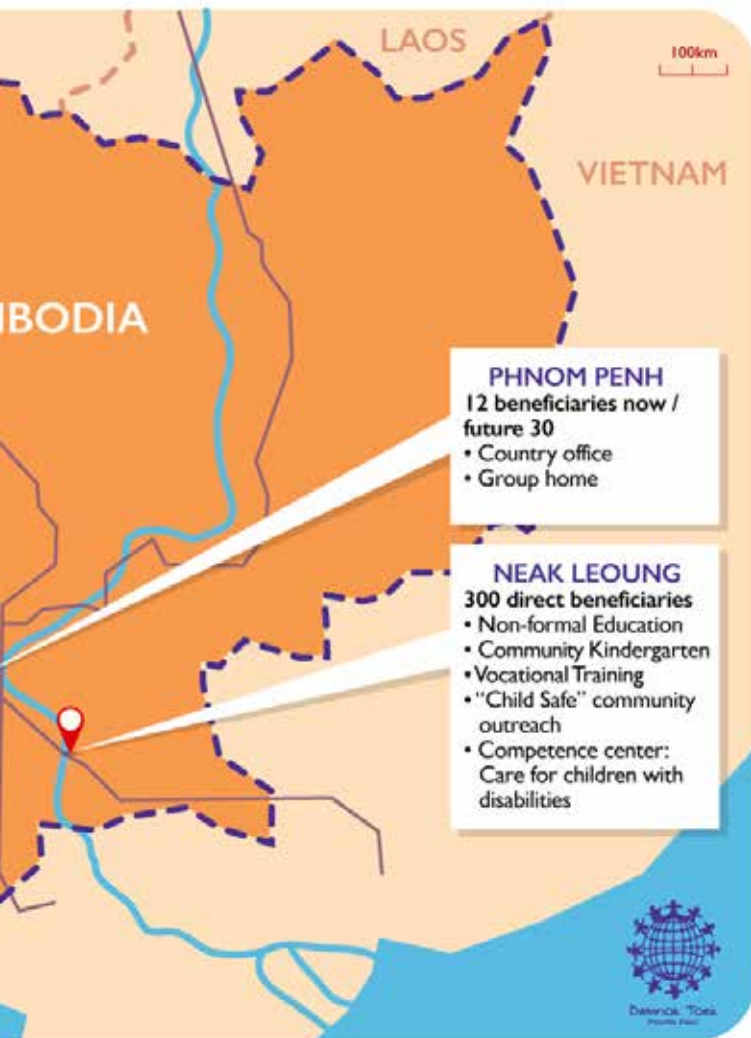 LAOS
100km
VIETNAM
MBODIA
PHNOM PENH
12 beneficiaries now /
future 30
• Country office
• Group home
NEAK LEOUNG
300 direct beneficiaries
• Non-formal Education
• Community Kindergarten
• Vocational Training
• "Child Safe" community
outreach
• Competence center:
Care for children with
disabilities